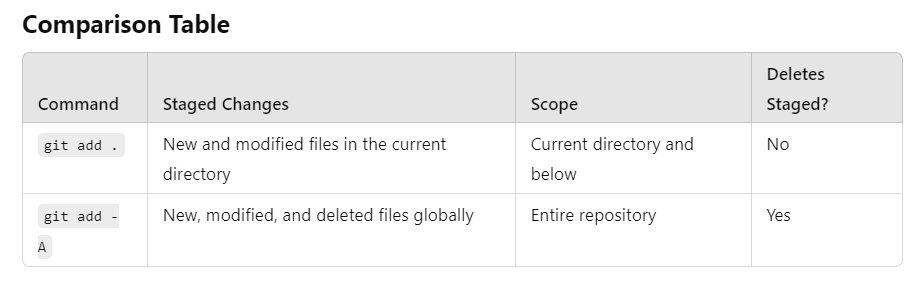 Comparison Table
Deletes
Command Staged Changes Scope Staged?
git add . New and modified files in the current Current directory and No
directory below
git add - New, modified, and deleted files globally Entire repository Yes
A